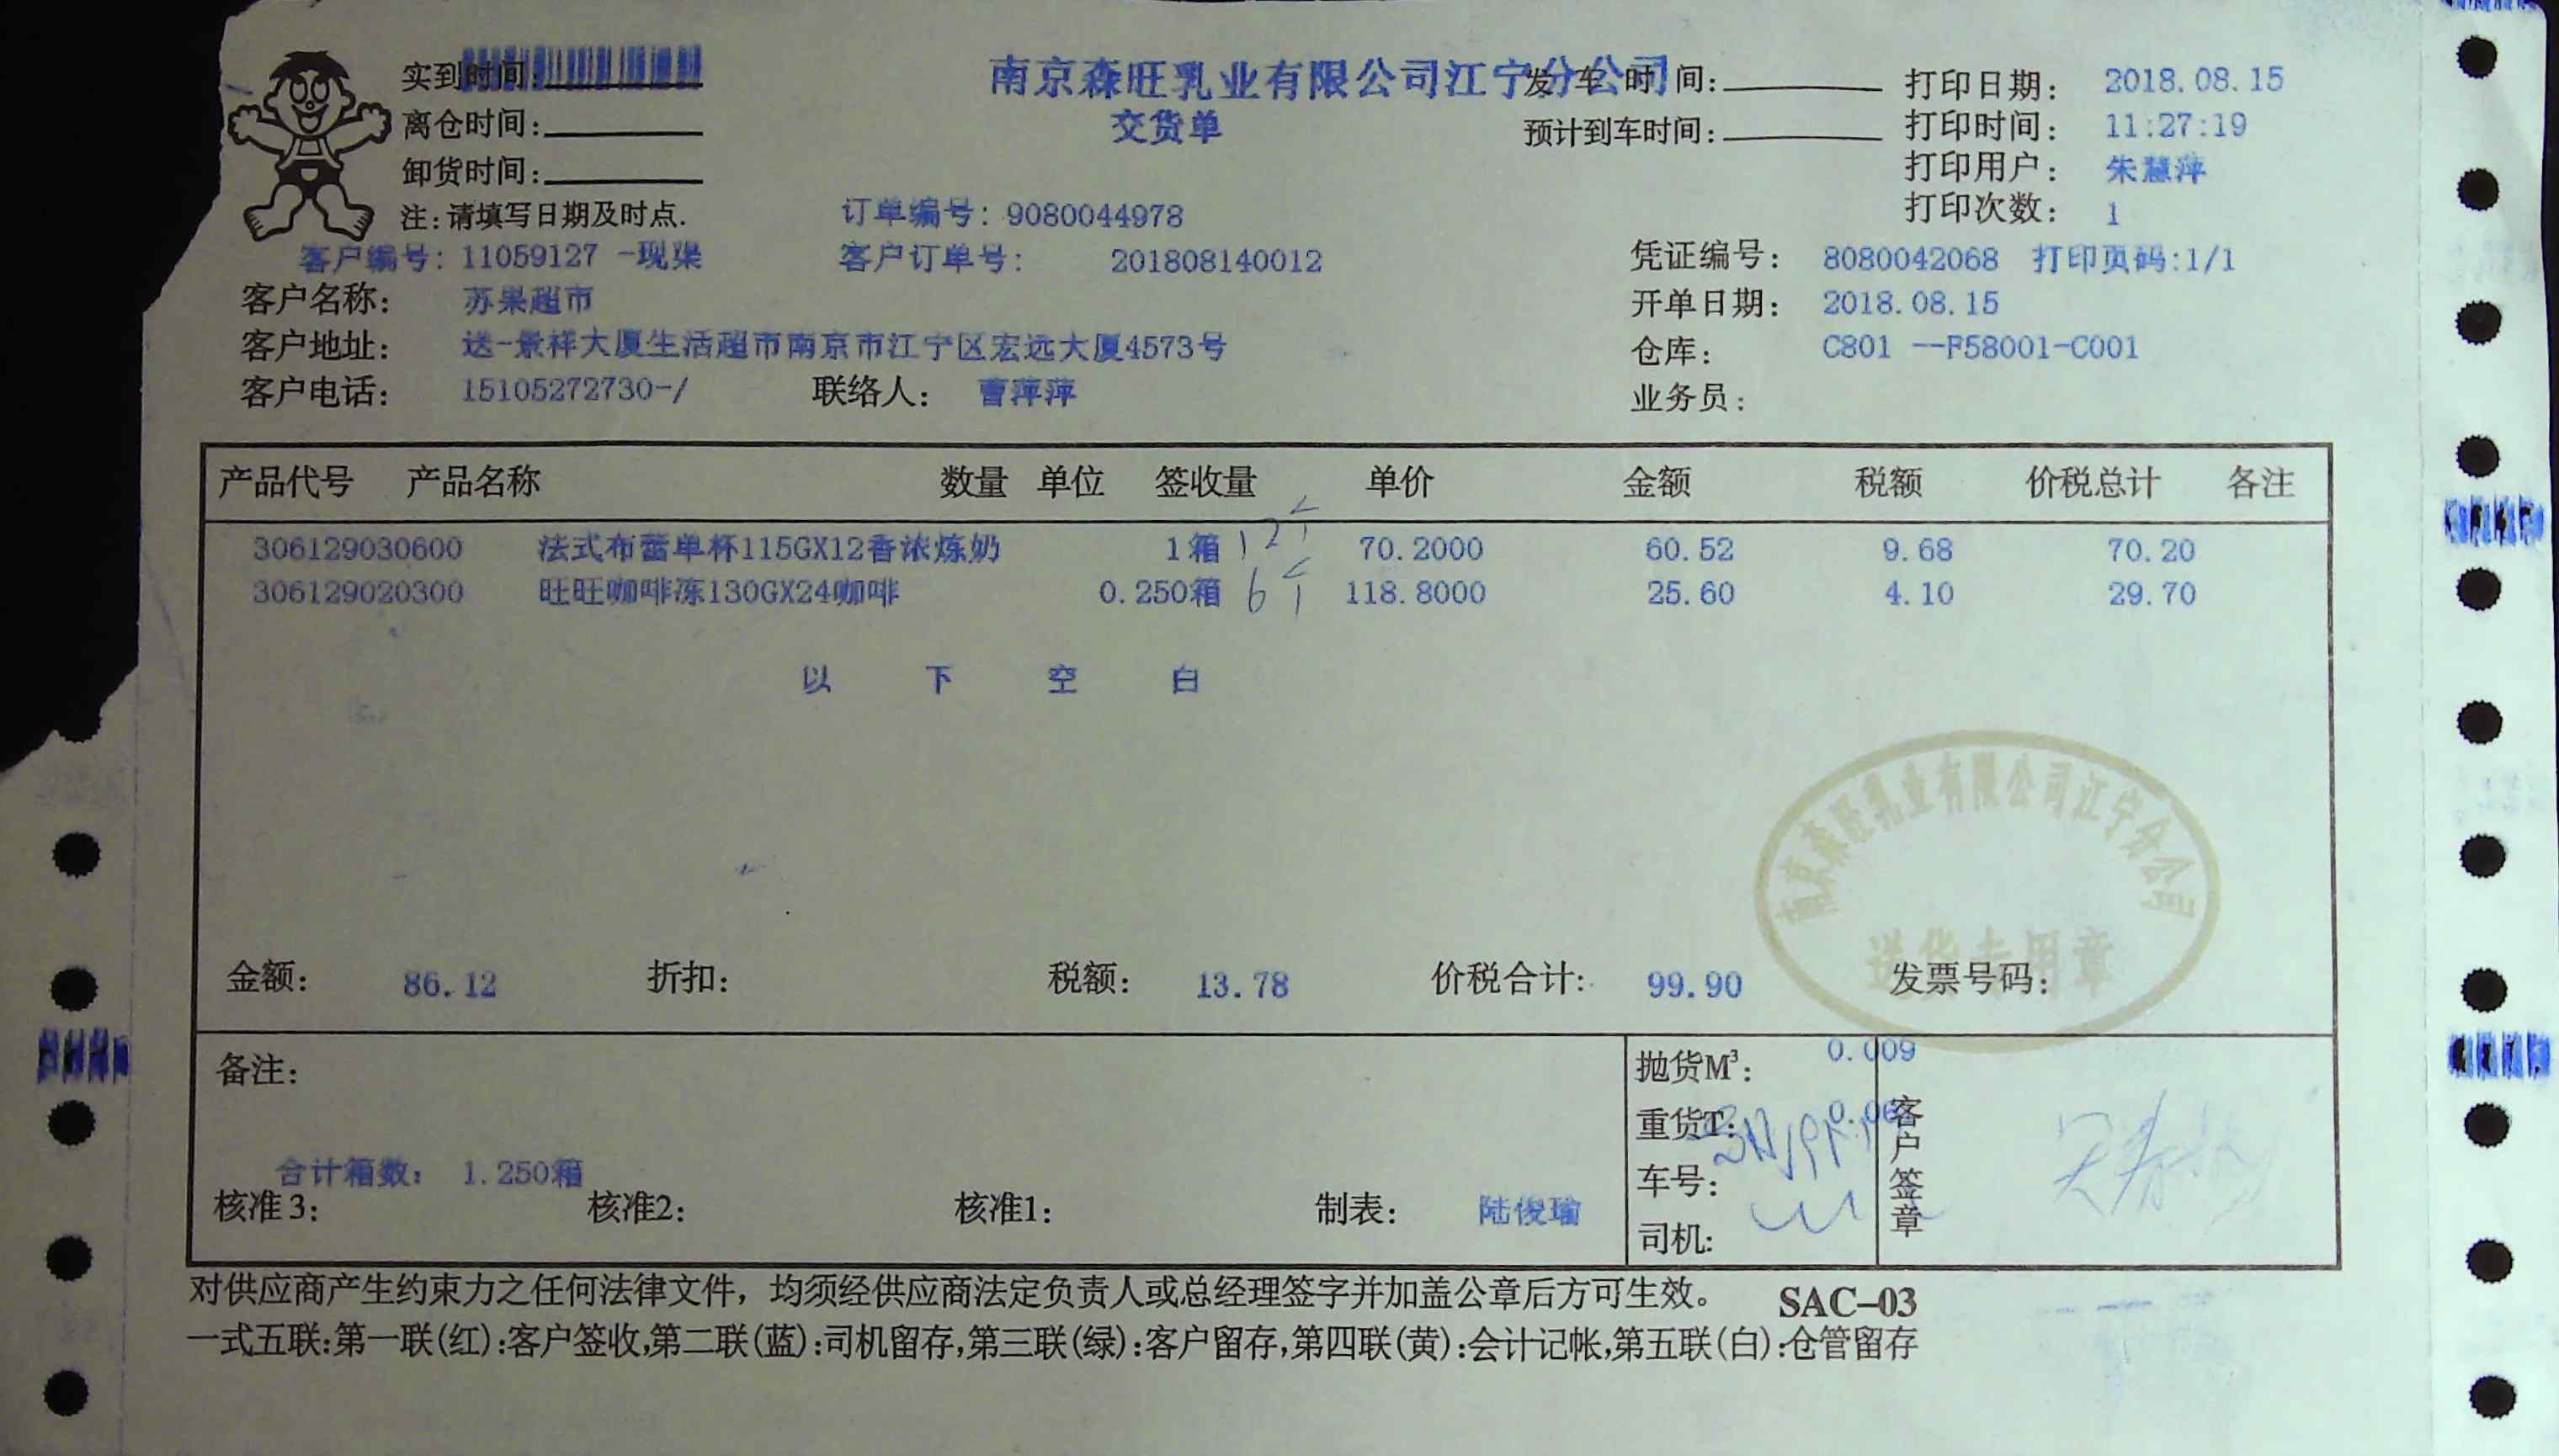 南京森旺乳业有限公司江宁分公司
交货单
实到时间:
离仓时间:
卸货时间:
注:请填写日期及时点.
发 车 时 间:
预计到车时间:
打印日期: 2018.08.15
打印时间: 11:27:19
打印用户: 朱慧萍
打印次数: 1
订单编号: 9080044978
客户编号: 11059127 -现渠 客户订单号: 201808140012 凭证编号: 8080042068 打印页码:1/1
客户名称: 苏果超市 开单日期: 2018.08.15
客户地址: 送-景祥大厦生活超市南京市江宁区宏远大厦4573号 仓库: C801 --F58001-C001
客户电话: 15105272730-/ 联络人: 曹萍萍 业务员:
产品代号 产品名称 数量 单位 签收量 单价 金额 税额 价税总计 各注
306129030600 法式布蕾单杯115GX12香浓炼奶 1箱 12个 70.2000 60.52 9.68 70.20
306129020300 旺旺咖啡冻130GX24咖啡 0.250箱 6个 118.8000 25.60 4.10 29.70
以下空白
南京森旺乳业有限公司江宁分公司
送货专用章
金额: 86.12 折扣: 税额: 13.78 价税合计: 99.90 发票号码:
备注: 抛货M³: 0.009
重货T:
车号:
司机:
客户签章
合计箱数: 1.250箱
核准3: 核准2: 核准1: 制表: 陆俊瑜
对供应商产生约束力之任何法律文件，均须经供应商法定负责人或总经理签字并加盖公章后方可生效。 SAC-03
一式五联:第一联(红):客户签收,第二联(蓝):司机留存,第三联(绿):客户留存,第四联(黄):会计记帐,第五联(白):仓管留存